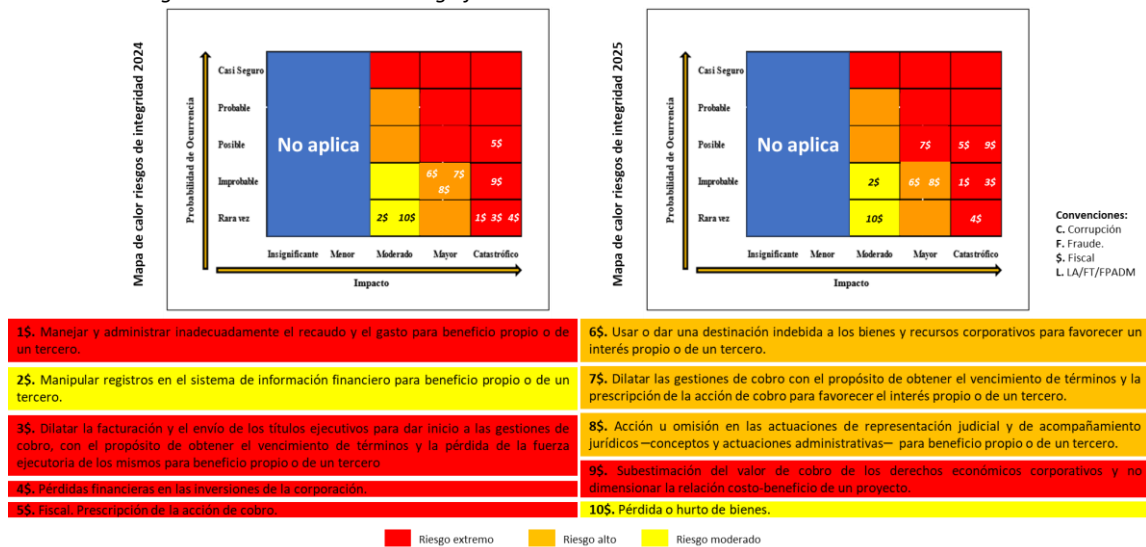 Mapa de calor riesgos de integridad 2024
Probabilidad de Ocurrencia
Casi Seguro
Probable
Posible
Improbable
Rara vez
No aplica
5$
6$ 7$
8$
9$
2$ 10$
1$ 3$ 4$
Insignificante Menor Moderado Mayor Catastrófico
Impacto
Mapa de calor riesgos de integridad 2025
Probabilidad de Ocurrencia
Casi Seguro
Probable
Posible
Improbable
Rara vez
No aplica
7$ 5$ 9$
2$ 6$ 8$ 1$ 3$
10$ 4$
Insignificante Menor Moderado Mayor Catastrófico
Impacto
Convenciones:
C. Corrupción
F. Fraude.
$. Fiscal
L. LA/FT/FPADM
1$. Manejar y administrar inadecuadamente el recaudo y el gasto para beneficio propio o de
un tercero.
2$. Manipular registros en el sistema de información financiero para beneficio propio o de un
tercero.
3$. Dilatar la facturación y el envío de los títulos ejecutivos para dar inicio a las gestiones de
cobro, con el propósito de obtener el vencimiento de términos y la pérdida de la fuerza
ejecutoria de los mismos para beneficio propio o de un tercero
4$. Pérdidas financieras en las inversiones de la corporación.
5$. Fiscal. Prescripción de la acción de cobro.
6$. Usar o dar una destinación indebida a los bienes y recursos corporativos para favorecer un
interés propio o de un tercero.
7$. Dilatar las gestiones de cobro con el propósito de obtener el vencimiento de términos y la
prescripción de la acción de cobro para favorecer el interés propio o de un tercero.
8$. Acción u omisión en las actuaciones de representación judicial y de acompañamiento
jurídicos —conceptos y actuaciones administrativas— para beneficio propio o de un tercero.
9$. Subestimación del valor de cobro de los derechos económicos corporativos y no
dimensionar la relación costo-beneficio de un proyecto.
10$. Pérdida o hurto de bienes.
Riesgo extremo
Riesgo alto
Riesgo moderado